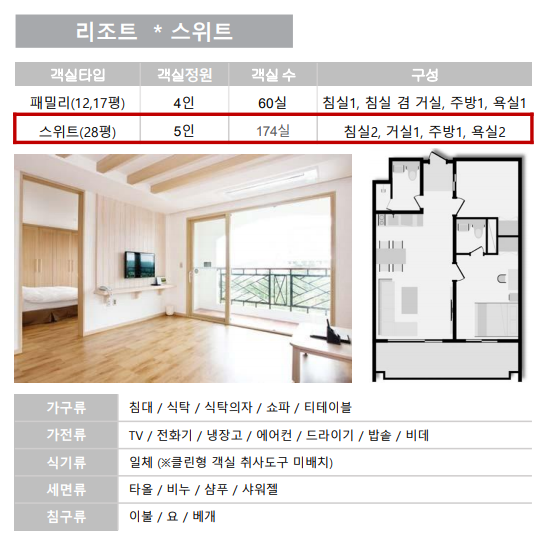 리조트 * 스위트
객실타입 객실정원 객실 수 구성
패밀리(12,17평) 4인 60실 침실1, 침실 겸 거실, 주방1, 욕실1
스위트(28평) 5인 174실 침실2, 거실1, 주방1, 욕실2
가구류 침대 / 식탁 / 식탁의자 / 쇼파 / 티테이블
가전류 TV / 전화기 / 냉장고 / 에어컨 / 드라이기 / 밥솥 / 비데
식기류 일체 (※클린형 객실 취사도구 미배치)
세면류 타올 / 비누 / 샴푸 / 샤워젤
침구류 이불 / 요 / 베개